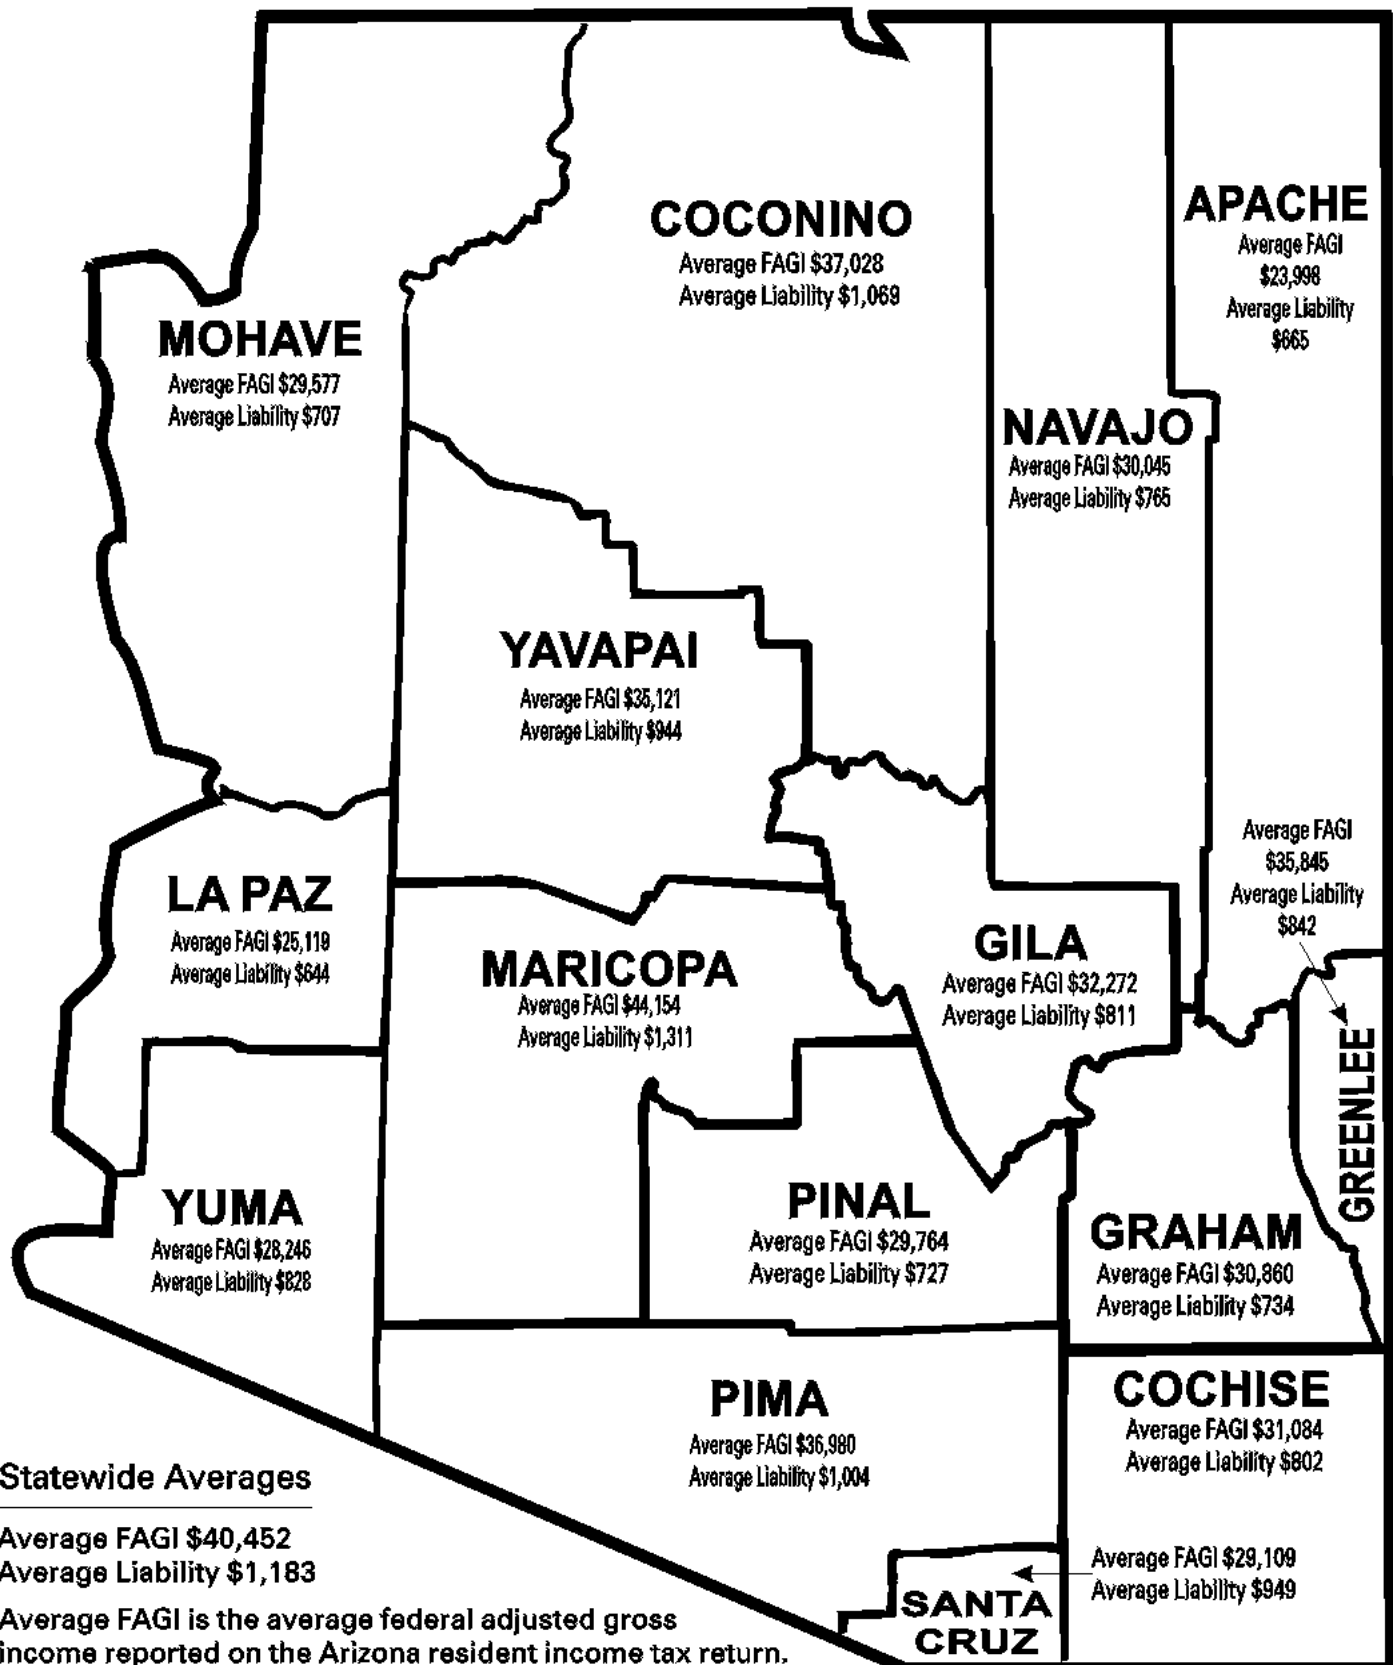 COCONINO
Average FAGI $37,028
Average Liability $1,069
APACHE
Average FAGI
$23,998
Average Liability
$665
MOHAVE
Average FAGI $29,577
Average Liability $707
NAVAJO
Average FAGI $30,045
Average Liability $765
YAVAPAI
Average FAGI $35,121
Average Liability $944
LA PAZ
Average FAGI $25,119
Average Liability $644
MARICOPA
Average FAGI $44,154
Average Liability $1,311
GILA
Average FAGI $32,272
Average Liability $811
Average FAGI
$35,845
Average Liability
$842
GREENLEE
YUMA
Average FAGI $28,246
Average Liability $828
PINAL
Average FAGI $29,764
Average Liability $727
GRAHAM
Average FAGI $30,860
Average Liability $734
PIMA
Average FAGI $36,980
Average Liability $1,004
COCHISE
Average FAGI $31,084
Average Liability $802
Average FAGI $29,109
Average Liability $949
SANTA
CRUZ
Statewide Averages
Average FAGI $40,452
Average Liability $1,183
Average FAGI is the average federal adjusted gross
income reported on the Arizona resident income tax return.